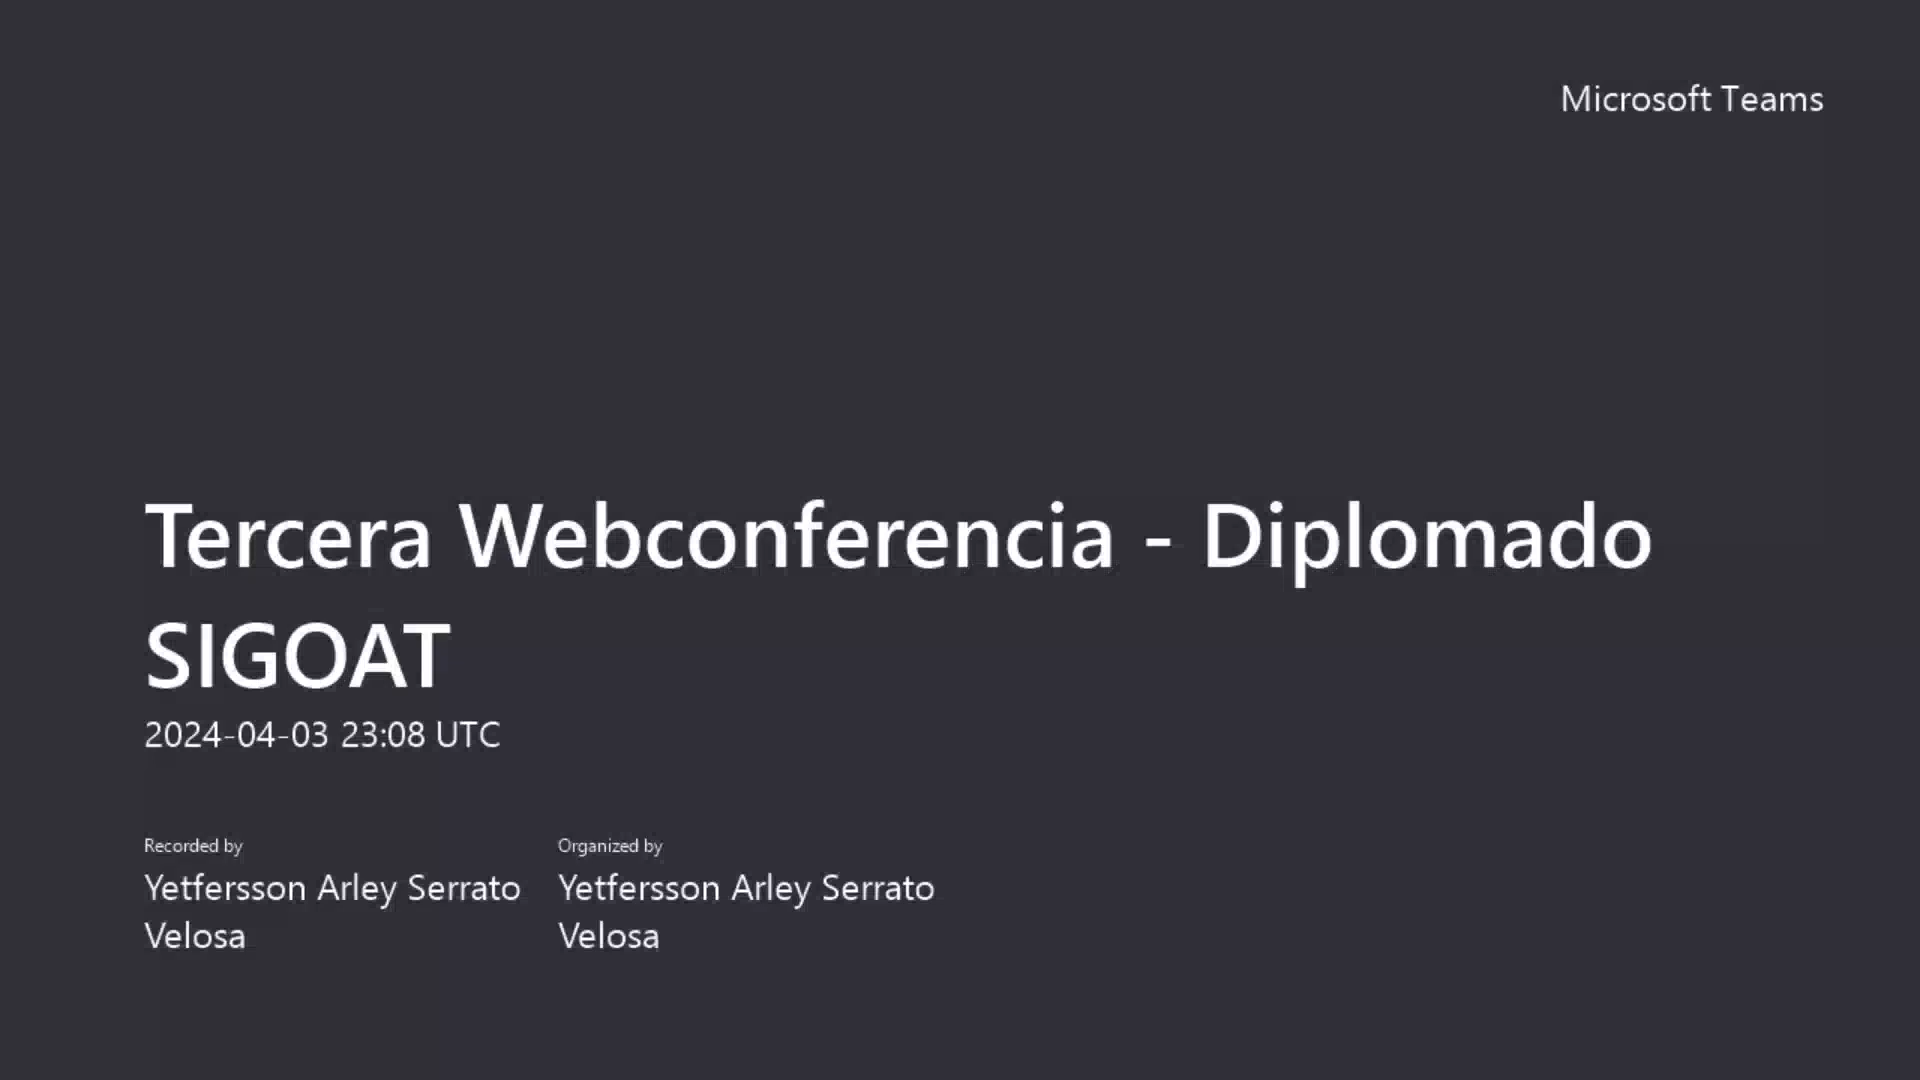 Microsoft Teams
Tercera Webconferencia - Diplomado
SIGOAT
2024-04-03 23:08 UTC
Recorded by
Yetfersson Arley Serrato
Velosa
Organized by
Yetfersson Arley Serrato
Velosa